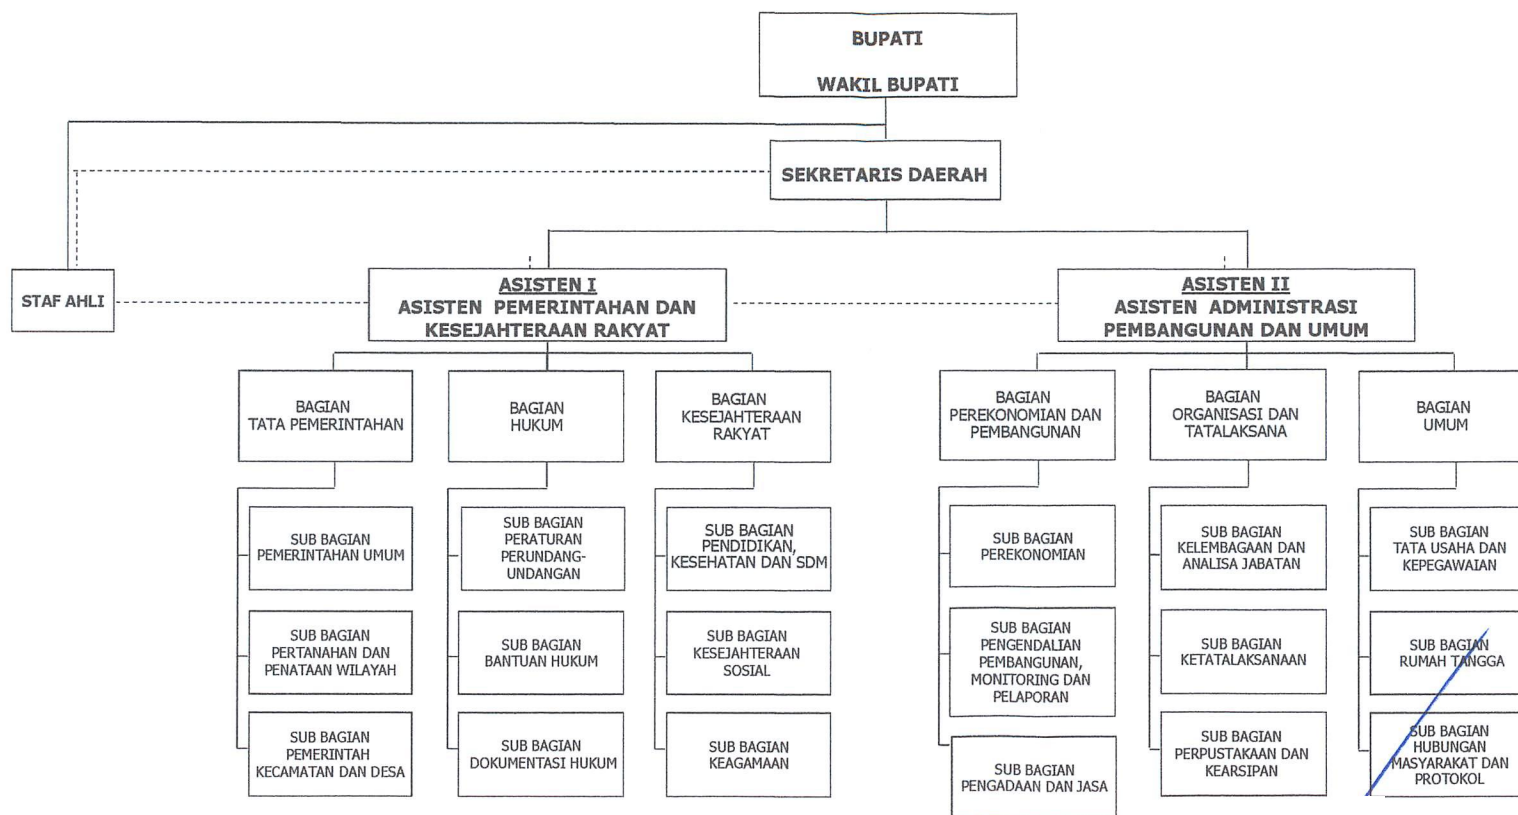 BUPATI
WAKIL BUPATI
SEKRETARIS DAERAH
STAF AHLI
ASISTEN I
ASISTEN PEMERINTAHAN DAN
KESEJAHTERAAN RAKYAT
ASISTEN II
ASISTEN ADMINISTRASI
PEMBANGUNAN DAN UMUM
BAGIAN
TATA PEMERINTAHAN
BAGIAN
HUKUM
BAGIAN
KESEJAHTERAAN
RAKYAT
BAGIAN
PEREKONOMIAN DAN
PEMBANGUNAN
BAGIAN
ORGANISASI DAN
TATALAKSANA
BAGIAN
UMUM
SUB BAGIAN
PEMERINTAHAN UMUM
SUB BAGIAN
PERATURAN
PERUNDANG-
UNDANGAN
SUB BAGIAN
PENDIDIKAN,
KESEHATAN DAN SDM
SUB BAGIAN
PEREKONOMIAN
SUB BAGIAN
KELEMBAGAAN DAN
ANALISA JABATAN
SUB BAGIAN
TATA USAHA DAN
KEPEGAWAIAN
SUB BAGIAN
PERTANAHAN DAN
PENATAAN WILAYAH
SUB BAGIAN
BANTUAN HUKUM
SUB BAGIAN
KESEJAHTERAAN
SOSIAL
SUB BAGIAN
PENGENDALIAN
PEMBANGUNAN,
MONITORING DAN
PELAPORAN
SUB BAGIAN
KETATALAKSANAAN
SUB BAGIAN
RUMAH TANGGA
SUB BAGIAN
PEMERINTAH
KECAMATAN DAN DESA
SUB BAGIAN
DOKUMENTASI HUKUM
SUB BAGIAN
KEAGAMAAN
SUB BAGIAN
PENGADAAN DAN JASA
SUB BAGIAN
PERPUSTAKAAN DAN
KEARSIPAN
SUB BAGIAN
HUBUNGAN
MASYARAKAT DAN
PROTOKOL